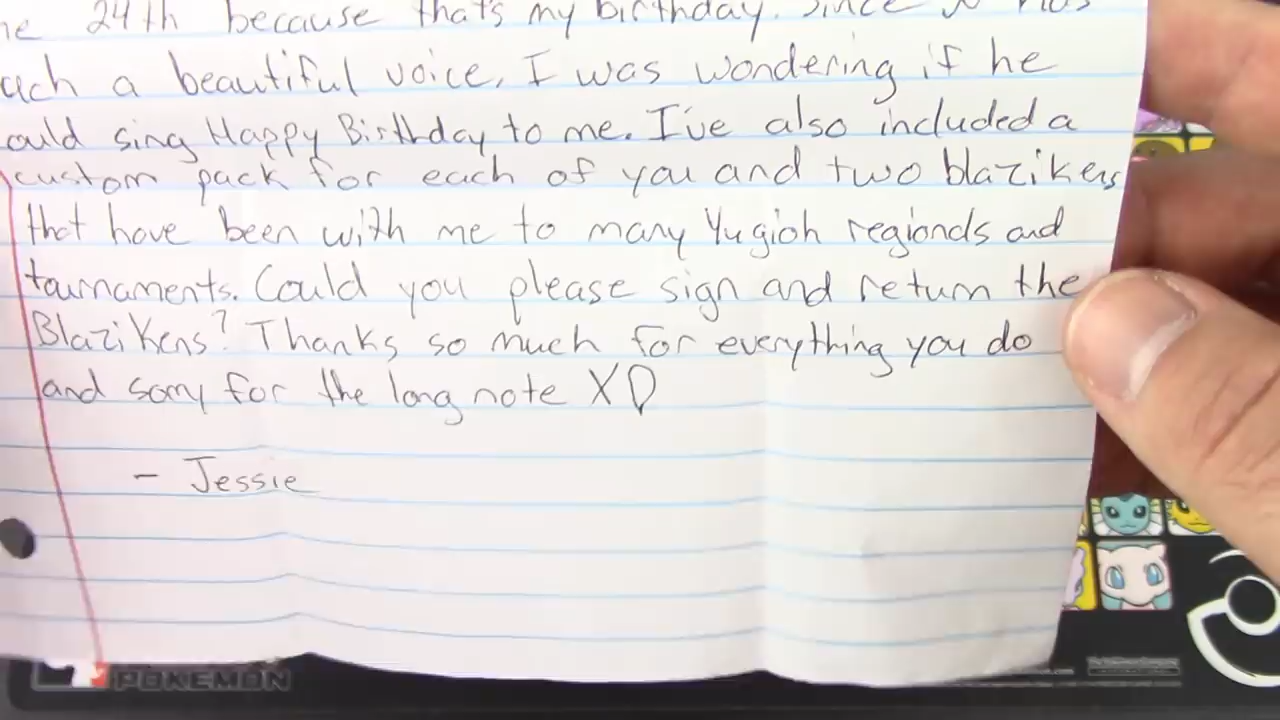 24th because that's my birthday. Since
a beautiful voice, I was wondering if he
sing Happy Birthday to me. I've also included a
custom pack for each of you and two blazikens
that have been with me to many Yugioh regionals and
tournaments. Could you please sign and return the
Blazikens? Thanks so much for everything you do
and sorry for the long note XD
- Jessie
POKEMON